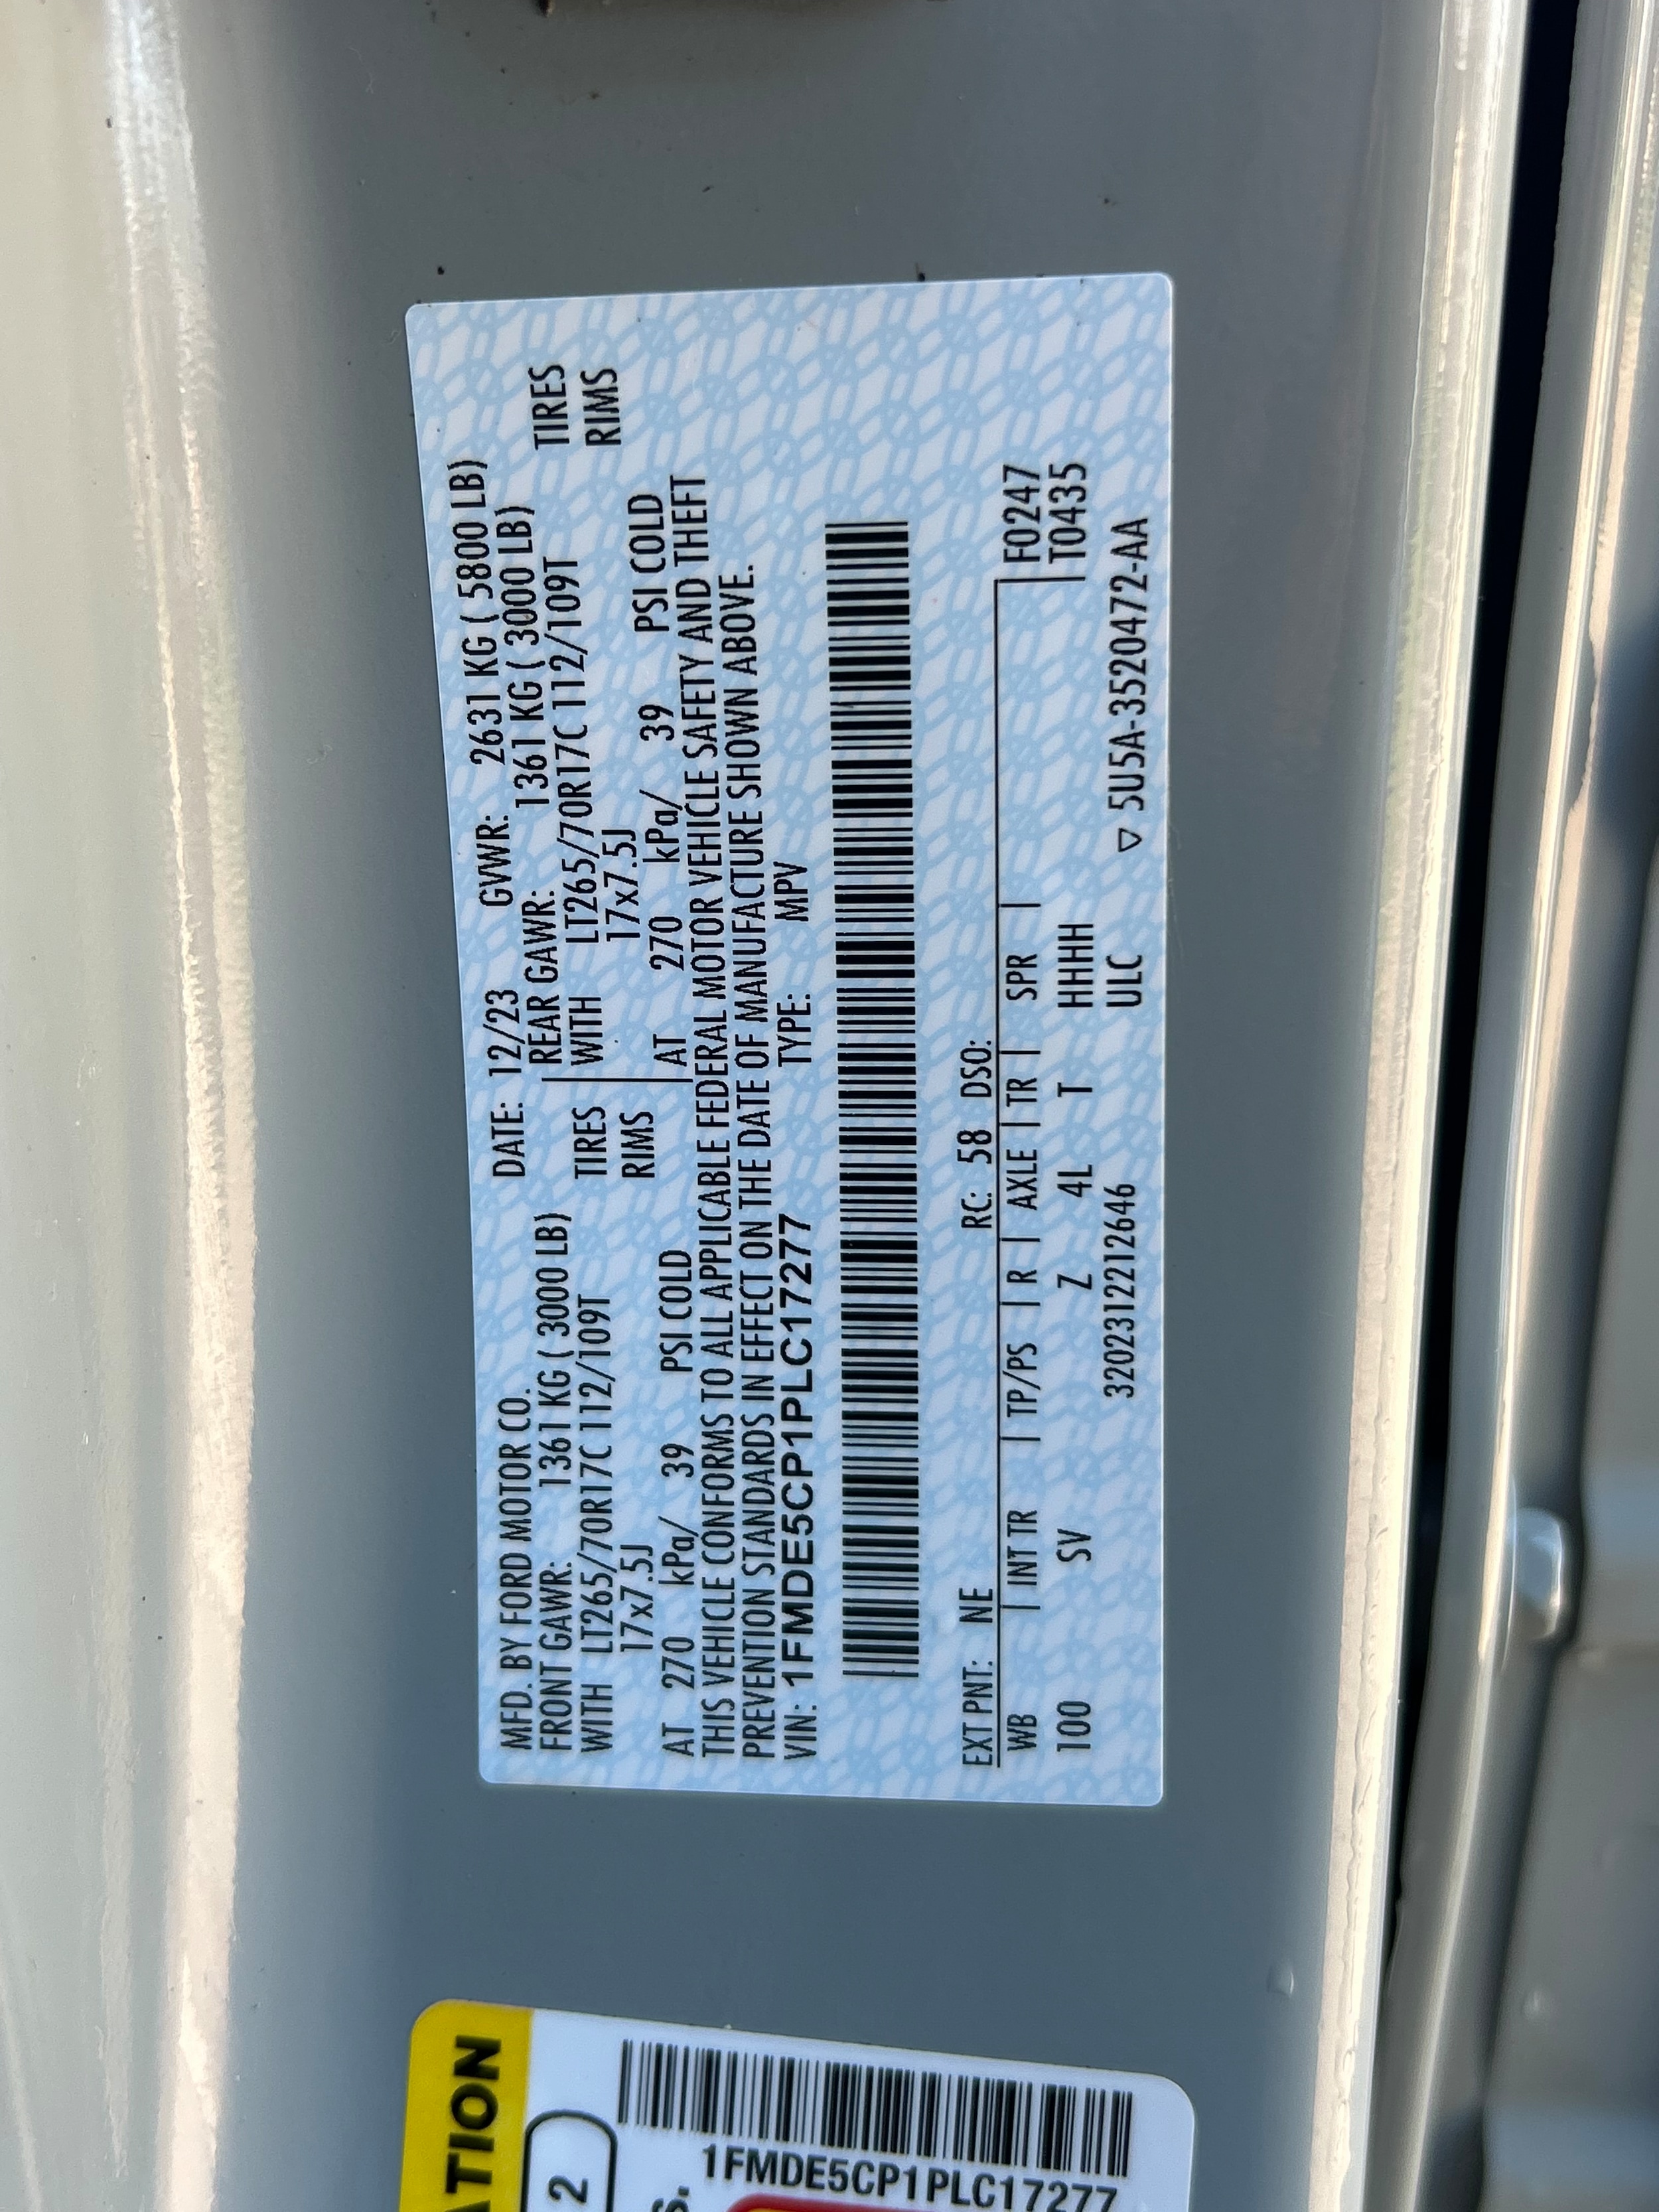 MFD. BY FORD MOTOR CO. DATE: 12/23 GVWR: 2631 KG ( 5800 LB)
FRONT GAWR: 1361 KG ( 3000 LB) REAR GAWR: 1361 KG ( 3000 LB)
WITH LT265/70R17C 112/109T TIRES WITH LT265/70R17C 112/109T TIRES
17x7.5J RIMS 17x7.5J RIMS
AT 270 kPa/ 39 PSI COLD AT 270 kPa/ 39 PSI COLD
THIS VEHICLE CONFORMS TO ALL APPLICABLE FEDERAL MOTOR VEHICLE SAFETY AND THEFT
PREVENTION STANDARDS IN EFFECT ON THE DATE OF MANUFACTURE SHOWN ABOVE.
VIN: 1FMDE5CP1PLC17277 TYPE: MPV
EXT PNT: NE RC: 58 DSO:
WB | INT TR | TP/PS | R | AXLE | TR | SPR | F0247
100 SV Z 4L T HHHH T0435
3202312212646 ULC ▽ 5U5A-3520472-AA
ATION
2
S.
1FMDE5CP1PLC17277